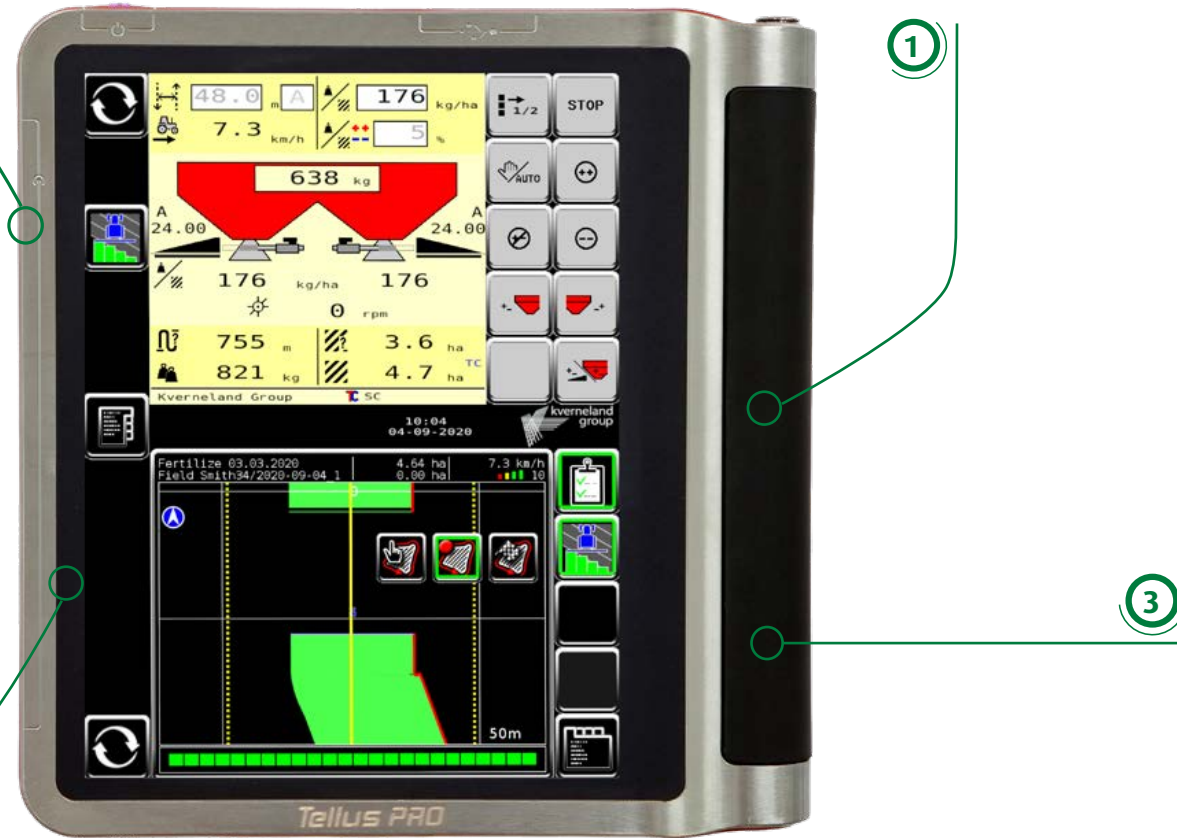 1
48.0 m A 176 kg/ha
7.3 km/h ++ -- 5 %
1/2 STOP
638 kg
AUTO ++
A A
24.00 24.00
--
176 kg/ha 176
0 rpm
+- -+
755 m ? 3.6 ha
821 kg 4.7 ha TC
+- +
Kverneland Group TC SC
10:04
04-09-2020
kverneland
group
Fertilize 03.03.2020 4.64 ha 7.3 km/h
Field Smith34/2020-09-04_1 0.00 ha 10
3
50m
Tellus PRO